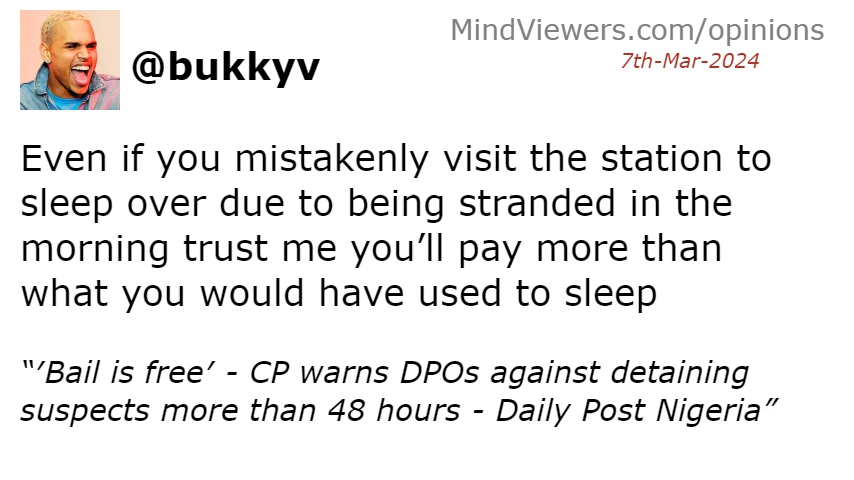 MindViewers.com/opinions
7th-Mar-2024
@bukkyv
Even if you mistakenly visit the station to
sleep over due to being stranded in the
morning trust me you’ll pay more than
what you would have used to sleep
“’Bail is free’ - CP warns DPOs against detaining
suspects more than 48 hours - Daily Post Nigeria”